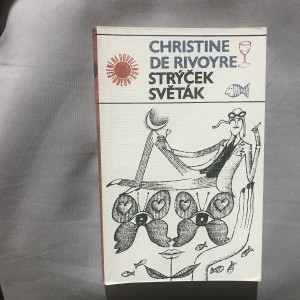 CHRISTINE
DE RIVOYRE
STRÝČEK
SVĚTÁK